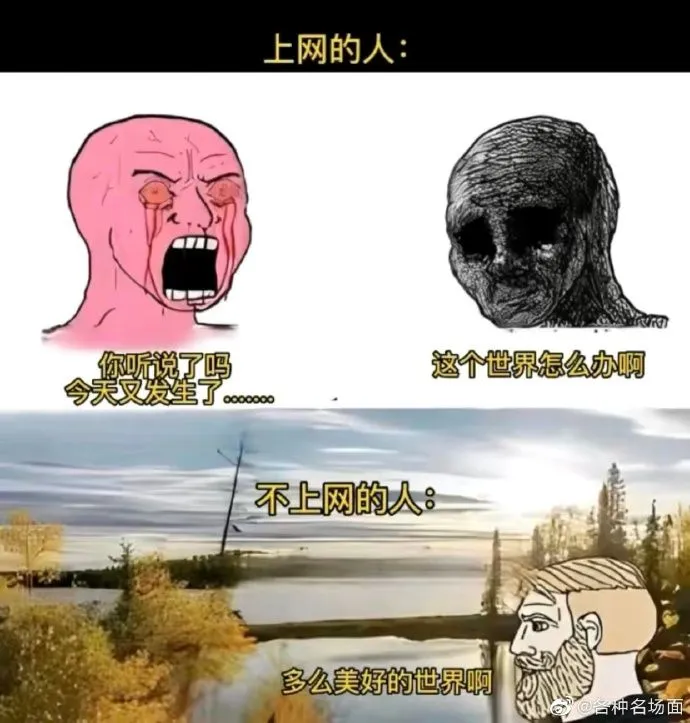 上网的人：
你听说了吗
今天又发生了.......
这个世界怎么办啊
不上网的人：
多么美好的世界啊
@各种名场面